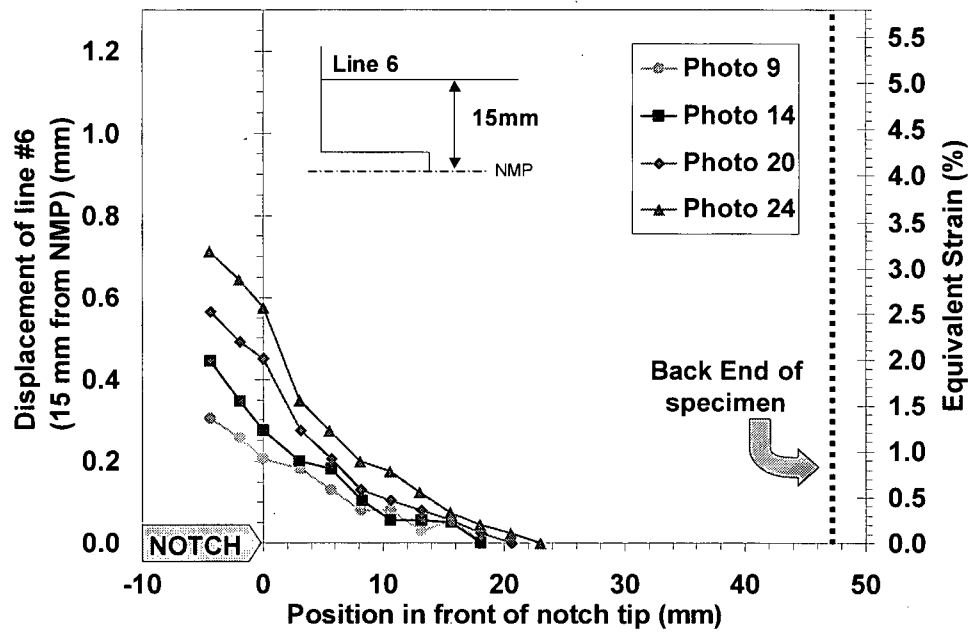 Displacement of line #6
(15 mm from NMP) (mm)
1.2
1.0
0.8
0.6
0.4
0.2
0.0
Line 6
15mm
NMP
Photo 9
Photo 14
Photo 20
Photo 24
Back End of
specimen
NOTCH
5.5
5.0
4.5
4.0
3.5
3.0
2.5
2.0
1.5
1.0
0.5
0.0
Equivalent Strain (%)
-10
0
10
20
30
40
50
Position in front of notch tip (mm)